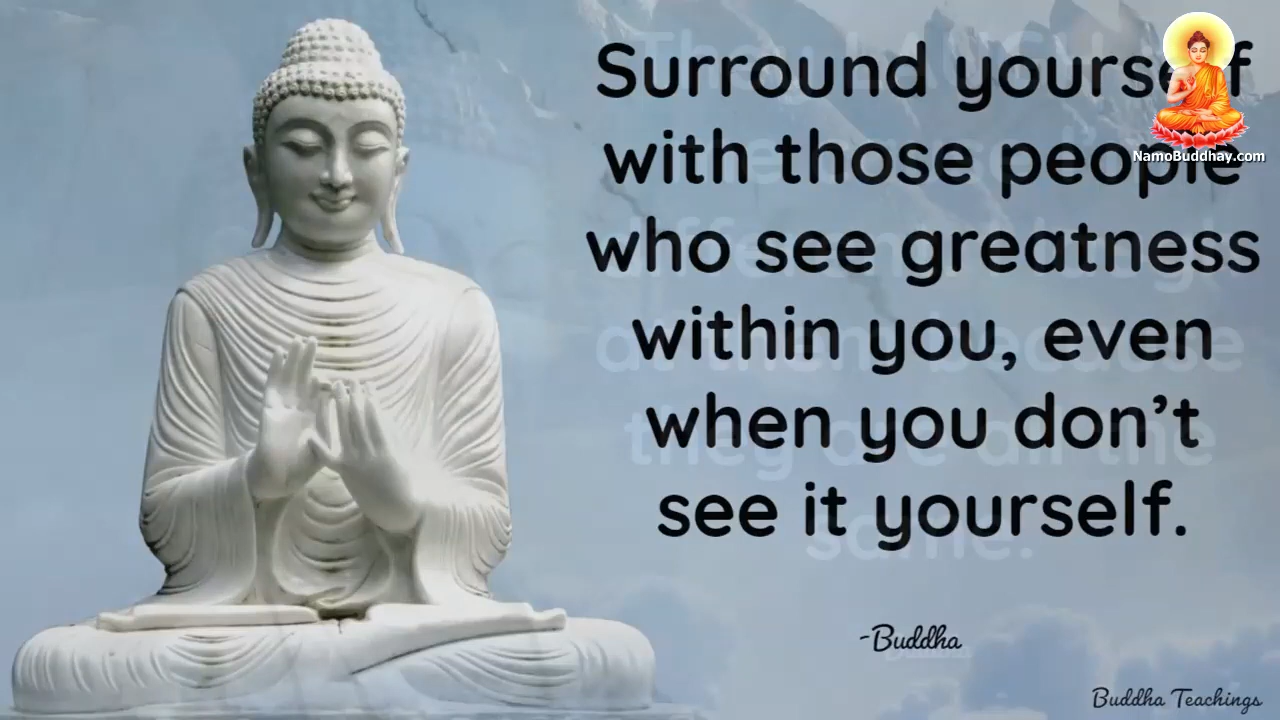 Surround yourself
with those people
who see greatness
within you, even
when you don't
see it yourself.
-Buddha
Buddha Teachings
NamoBuddhay.com